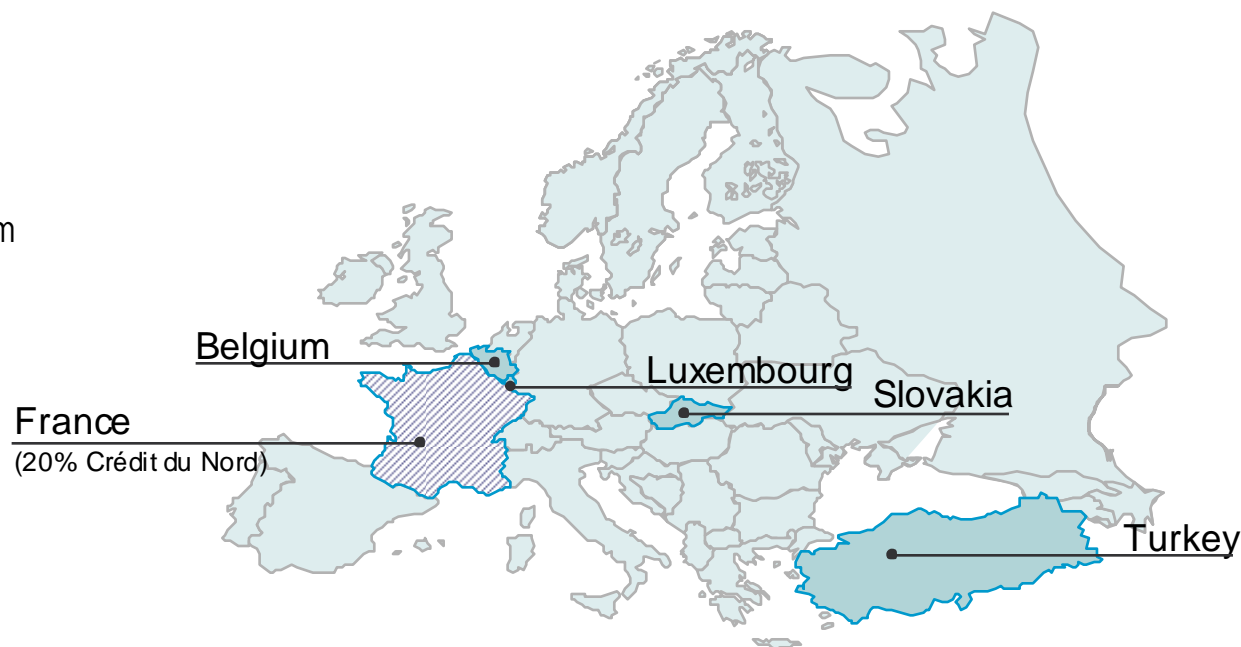 Belgium
Luxembourg
Slovakia
France
(20% Crédit du Nord)
Turkey